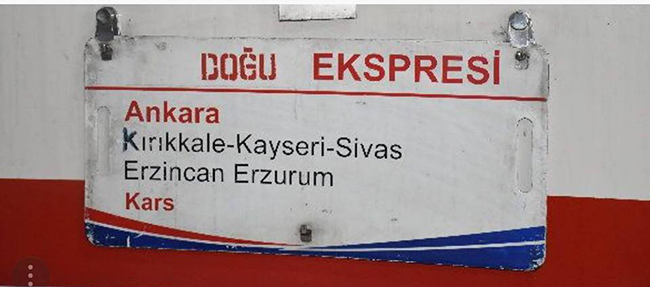 DOĞU EKSPRESİ
Ankara
Kırıkkale-Kayseri-Sivas
Erzincan Erzurum
Kars